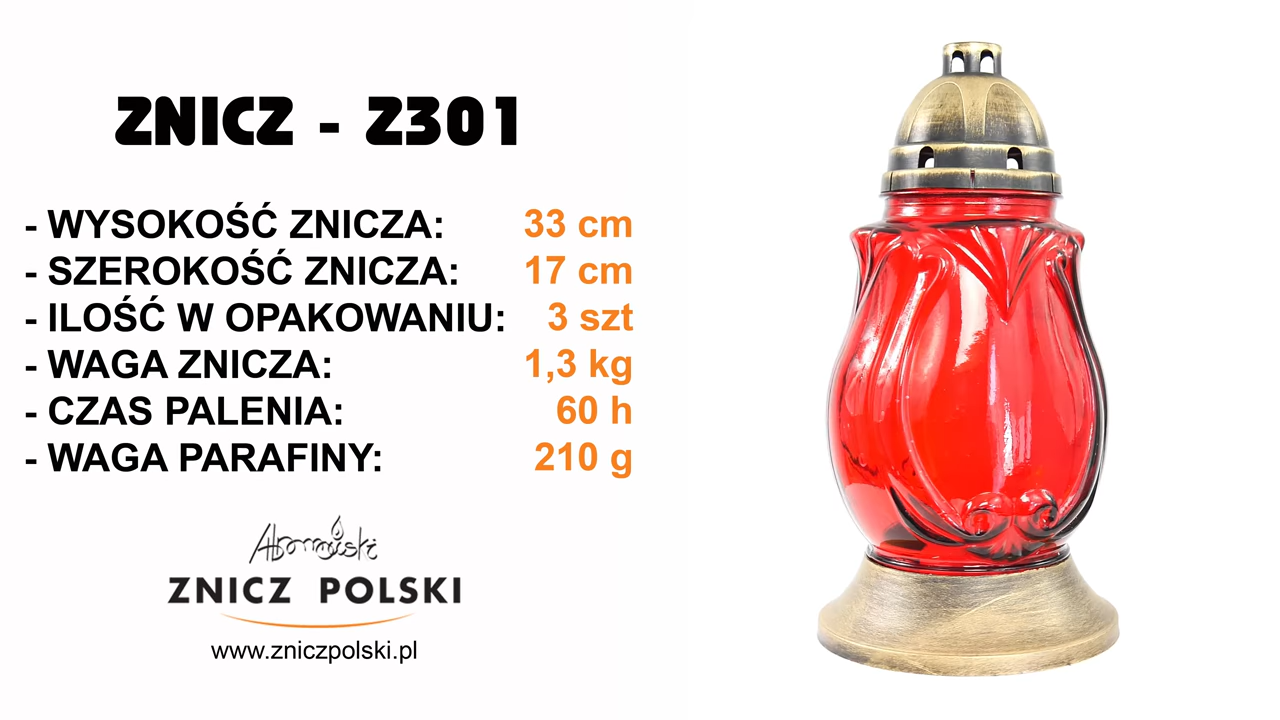 ZNICZ - Z301
- WYSOKOŚĆ ZNICZA: 33 cm
- SZEROKOŚĆ ZNICZA: 17 cm
- ILOŚĆ W OPAKOWANIU: 3 szt
- WAGA ZNICZA: 1,3 kg
- CZAS PALENIA: 60 h
- WAGA PARAFINY: 210 g
ZNICZ POLSKI
www.zniczpolski.pl